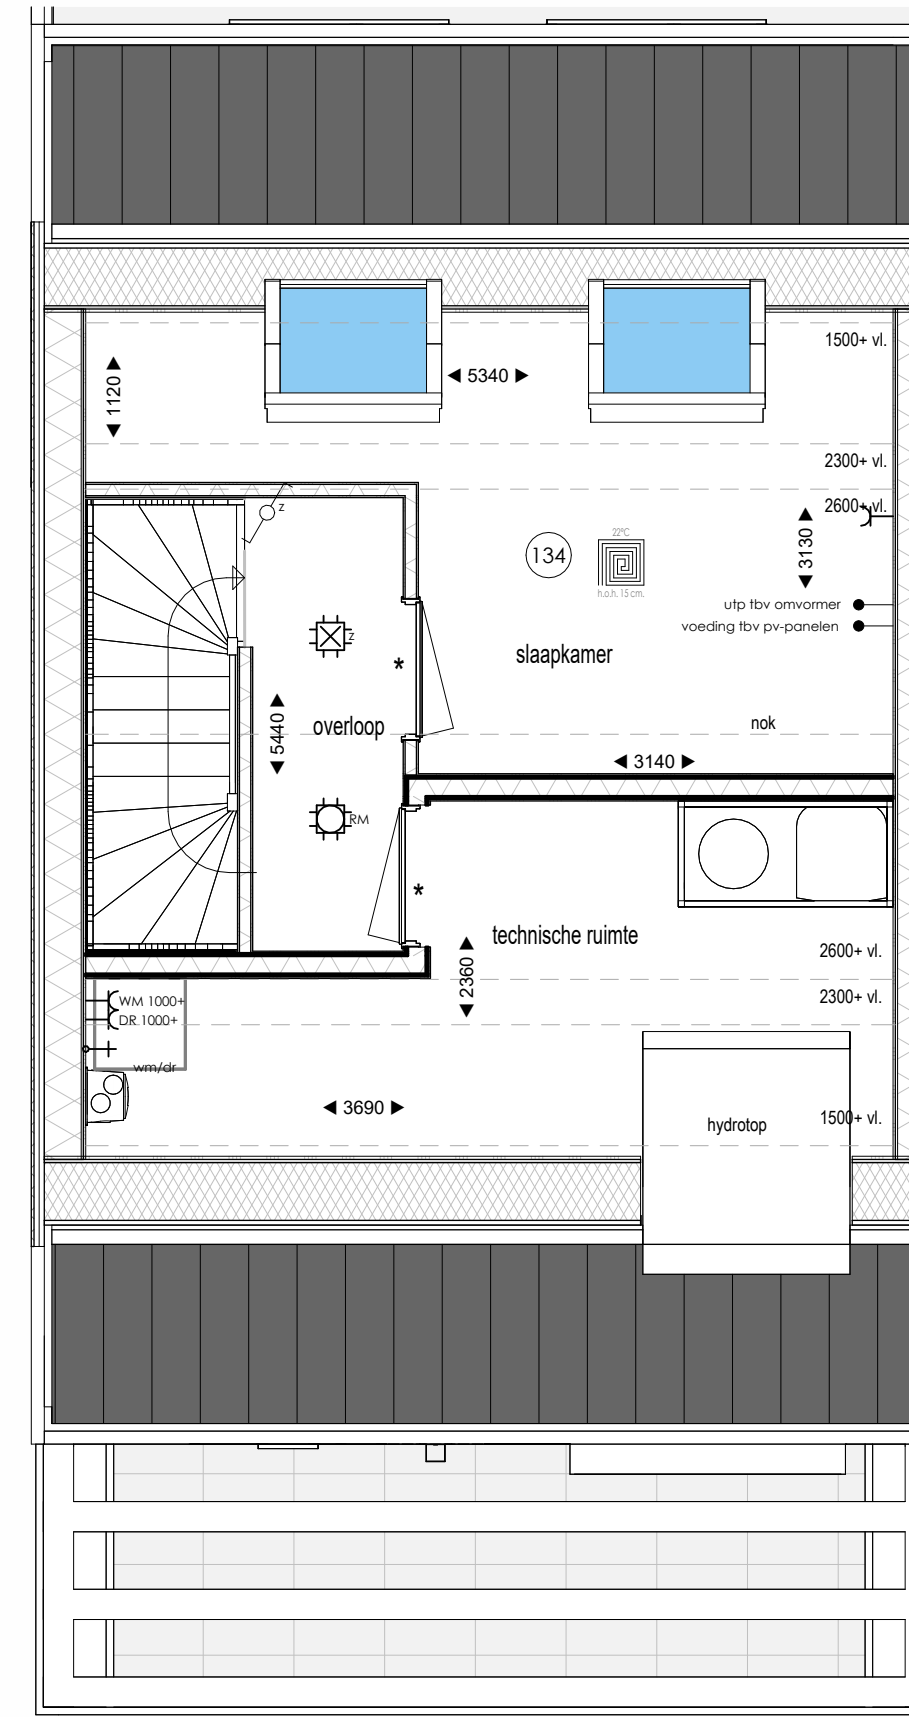 1500+ vl.
◄ 5340 ►
◄ 1120 ►
2300+ vl.
2600+ vl.
z
◄ 3130 ►
22°C
134
h.o.h. 15 cm.
utp tbv omvormer
voeding tbv pv-panelen
z
*
slaapkamer
overloop
◄ 5440 ►
nok
◄ 3140 ►
RM
*
technische ruimte
2600+ vl.
◄ 2360 ►
2300+ vl.
WM 1000+
DR 1000+
wm/dr
◄ 3690 ►
hydrotop
1500+ vl.